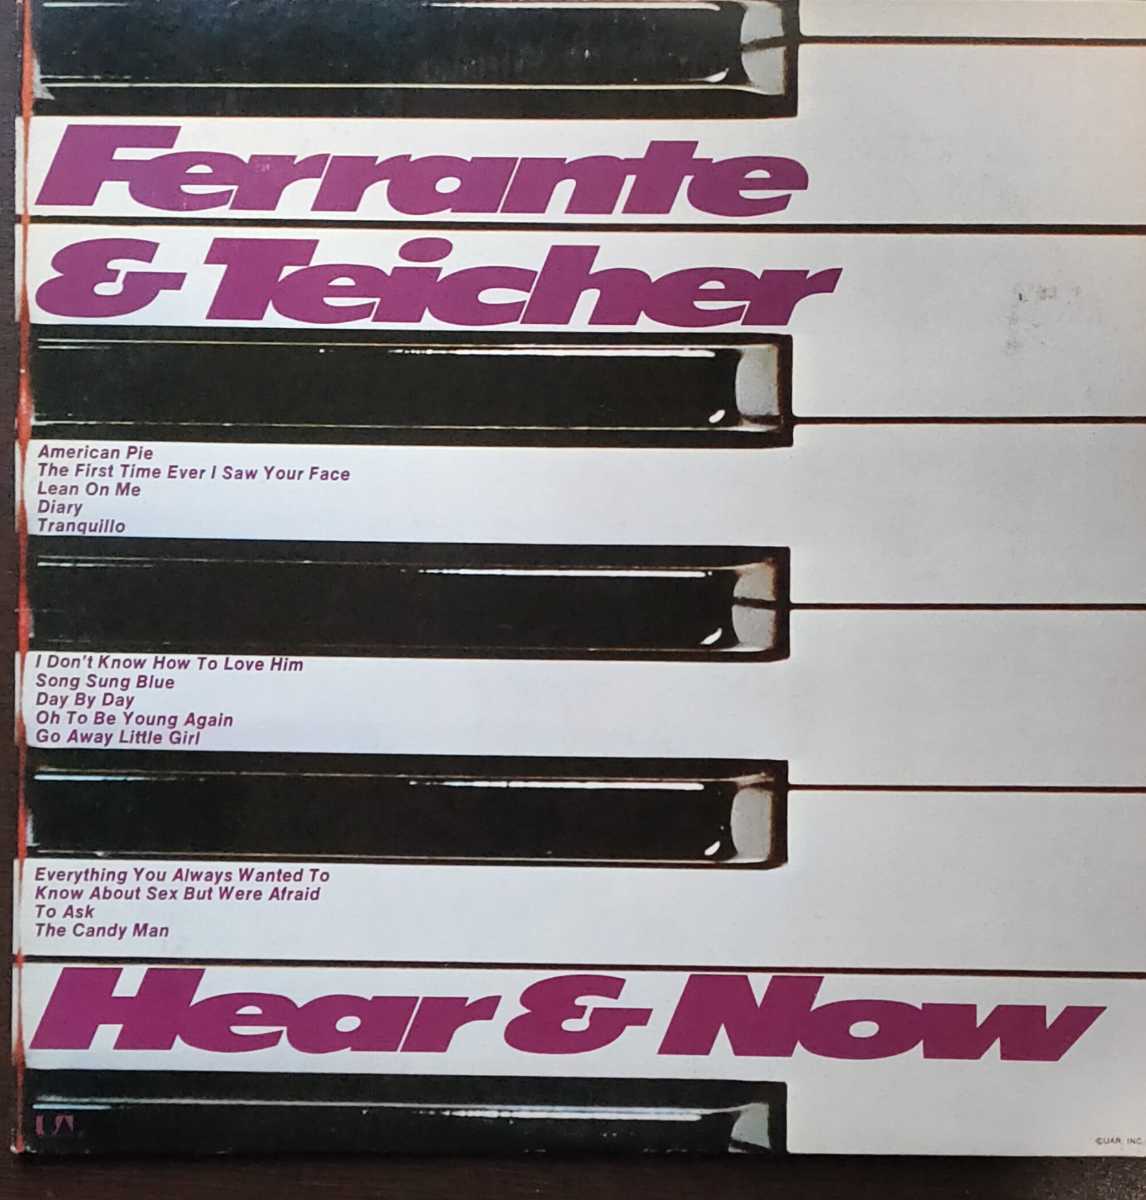 Ferrante
& Teicher
American Pie
The First Time Ever I Saw Your Face
Lean On Me
Diary
Tranquillo
I Don't Know How To Love Him
Song Sung Blue
Day By Day
Oh To Be Young Again
Go Away Little Girl
Everything You Always Wanted To
Know About Sex But Were Afraid
To Ask
The Candy Man
Hear & Now
UA
©UAR, INC.